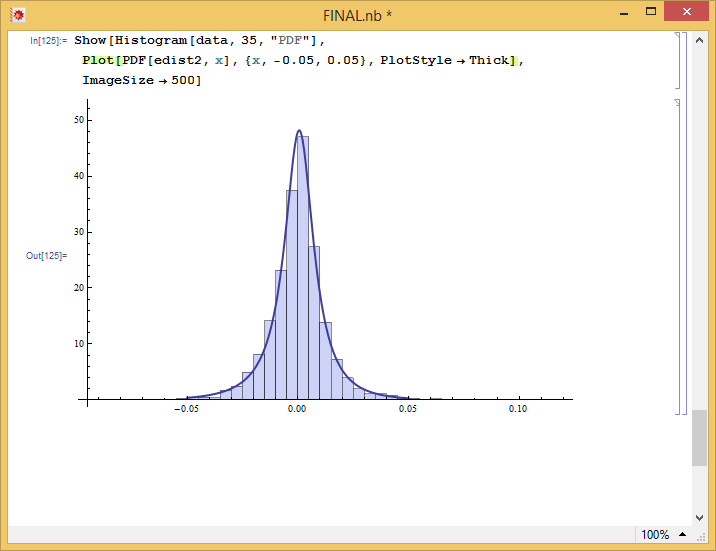 FINAL.nb *
In[125]:= Show[Histogram[data, 35, "PDF"],
Plot[PDF[edist2, x], {x, -0.05, 0.05}, PlotStyle → Thick],
ImageSize → 500]
50
40
30
Out[125]=
20
10
-0.05 0.00 0.05 0.10
100%